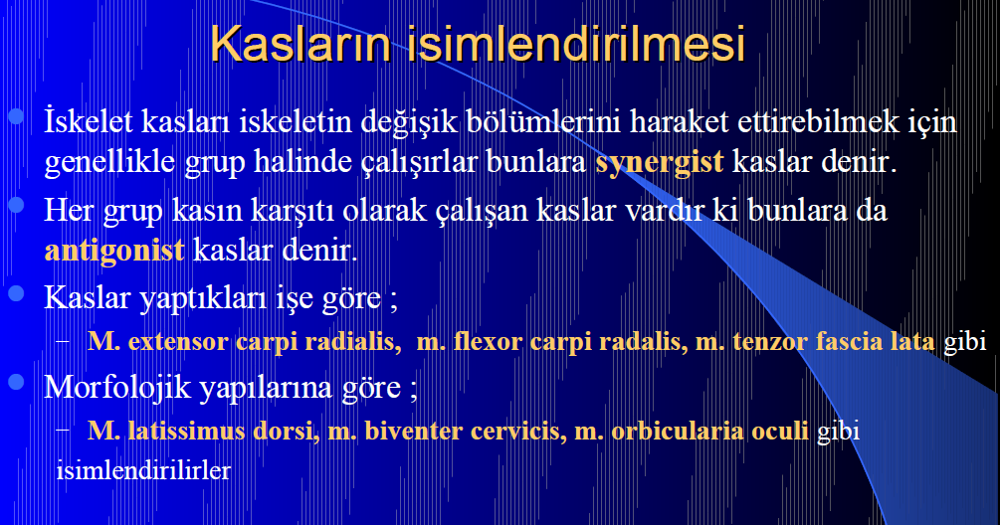 Kasların isimlendirilmesi
İskelet kasları iskeletin değişik bölümlerini haraket ettirebilmek için
genellikle grup halinde çalışırlar bunlara synergist kaslar denir.
Her grup kasın karşıtı olarak çalışan kaslar vardır ki bunlara da
antigonist kaslar denir.
Kaslar yaptıkları işe göre ;
– M. extensor carpi radialis, m. flexor carpi radalis, m. tenzor fascia lata gibi
Morfolojik yapılarına göre ;
– M. latissimus dorsi, m. biventer cervicis, m. orbicularia oculi gibi
isimlendirilirler